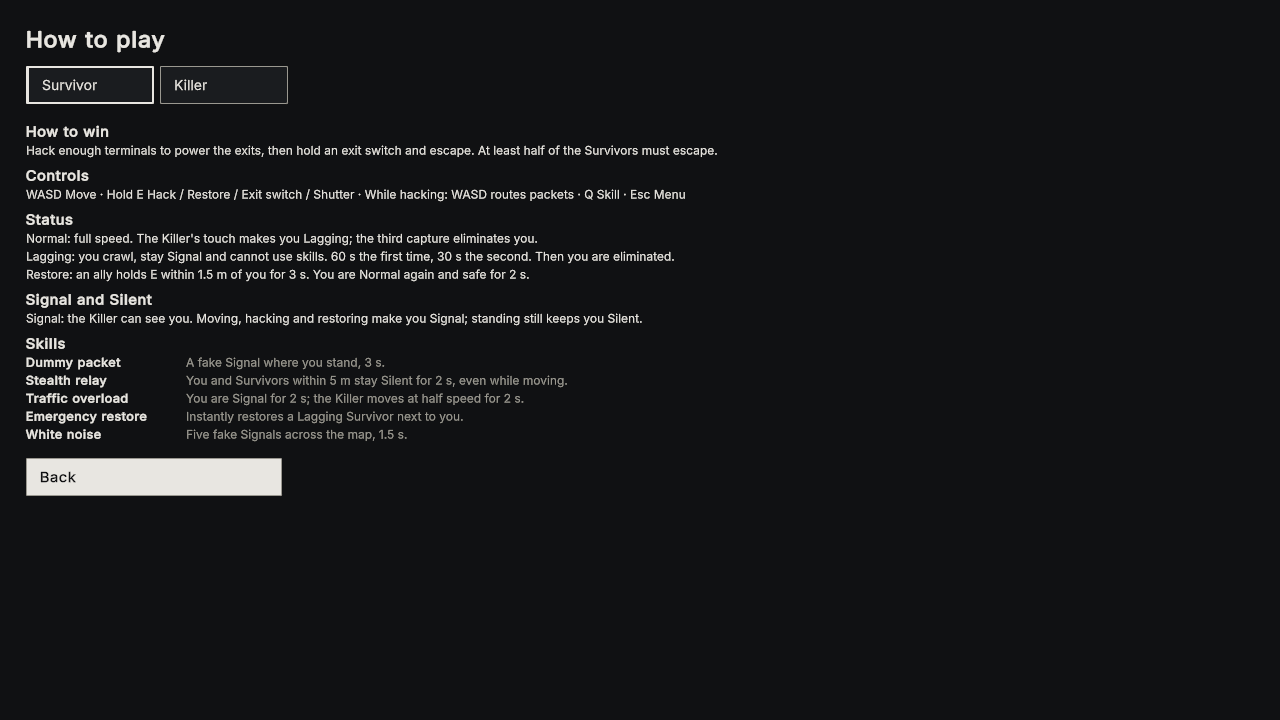 How to play
Survivor
Killer
How to win
Hack enough terminals to power the exits, then hold an exit switch and escape. At least half of the Survivors must escape.
Controls
WASD Move · Hold E Hack / Restore / Exit switch / Shutter · While hacking: WASD routes packets · Q Skill · Esc Menu
Status
Normal: full speed. The Killer's touch makes you Lagging; the third capture eliminates you.
Lagging: you crawl, stay Signal and cannot use skills. 60 s the first time, 30 s the second. Then you are eliminated.
Restore: an ally holds E within 1.5 m of you for 3 s. You are Normal again and safe for 2 s.
Signal and Silent
Signal: the Killer can see you. Moving, hacking and restoring make you Signal; standing still keeps you Silent.
Skills
Dummy packet A fake Signal where you stand, 3 s.
Stealth relay You and Survivors within 5 m stay Silent for 2 s, even while moving.
Traffic overload You are Signal for 2 s; the Killer moves at half speed for 2 s.
Emergency restore Instantly restores a Lagging Survivor next to you.
White noise Five fake Signals across the map, 1.5 s.
Back